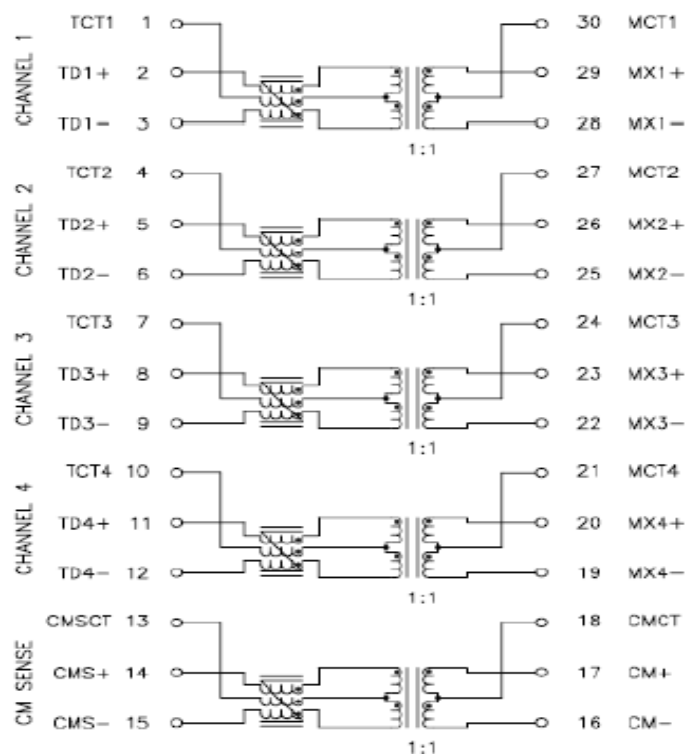 CHANNEL 1
TCT1 1 30 MCT1
TD1+ 2 29 MX1+
TD1- 3 28 MX1-
1:1
CHANNEL 2
TCT2 4 27 MCT2
TD2+ 5 26 MX2+
TD2- 6 25 MX2-
1:1
CHANNEL 3
TCT3 7 24 MCT3
TD3+ 8 23 MX3+
TD3- 9 22 MX3-
1:1
CHANNEL 4
TCT4 10 21 MCT4
TD4+ 11 20 MX4+
TD4- 12 19 MX4-
1:1
CM SENSE
CMSCT 13 18 CMCT
CMS+ 14 17 CM+
CMS- 15 16 CM-
1:1